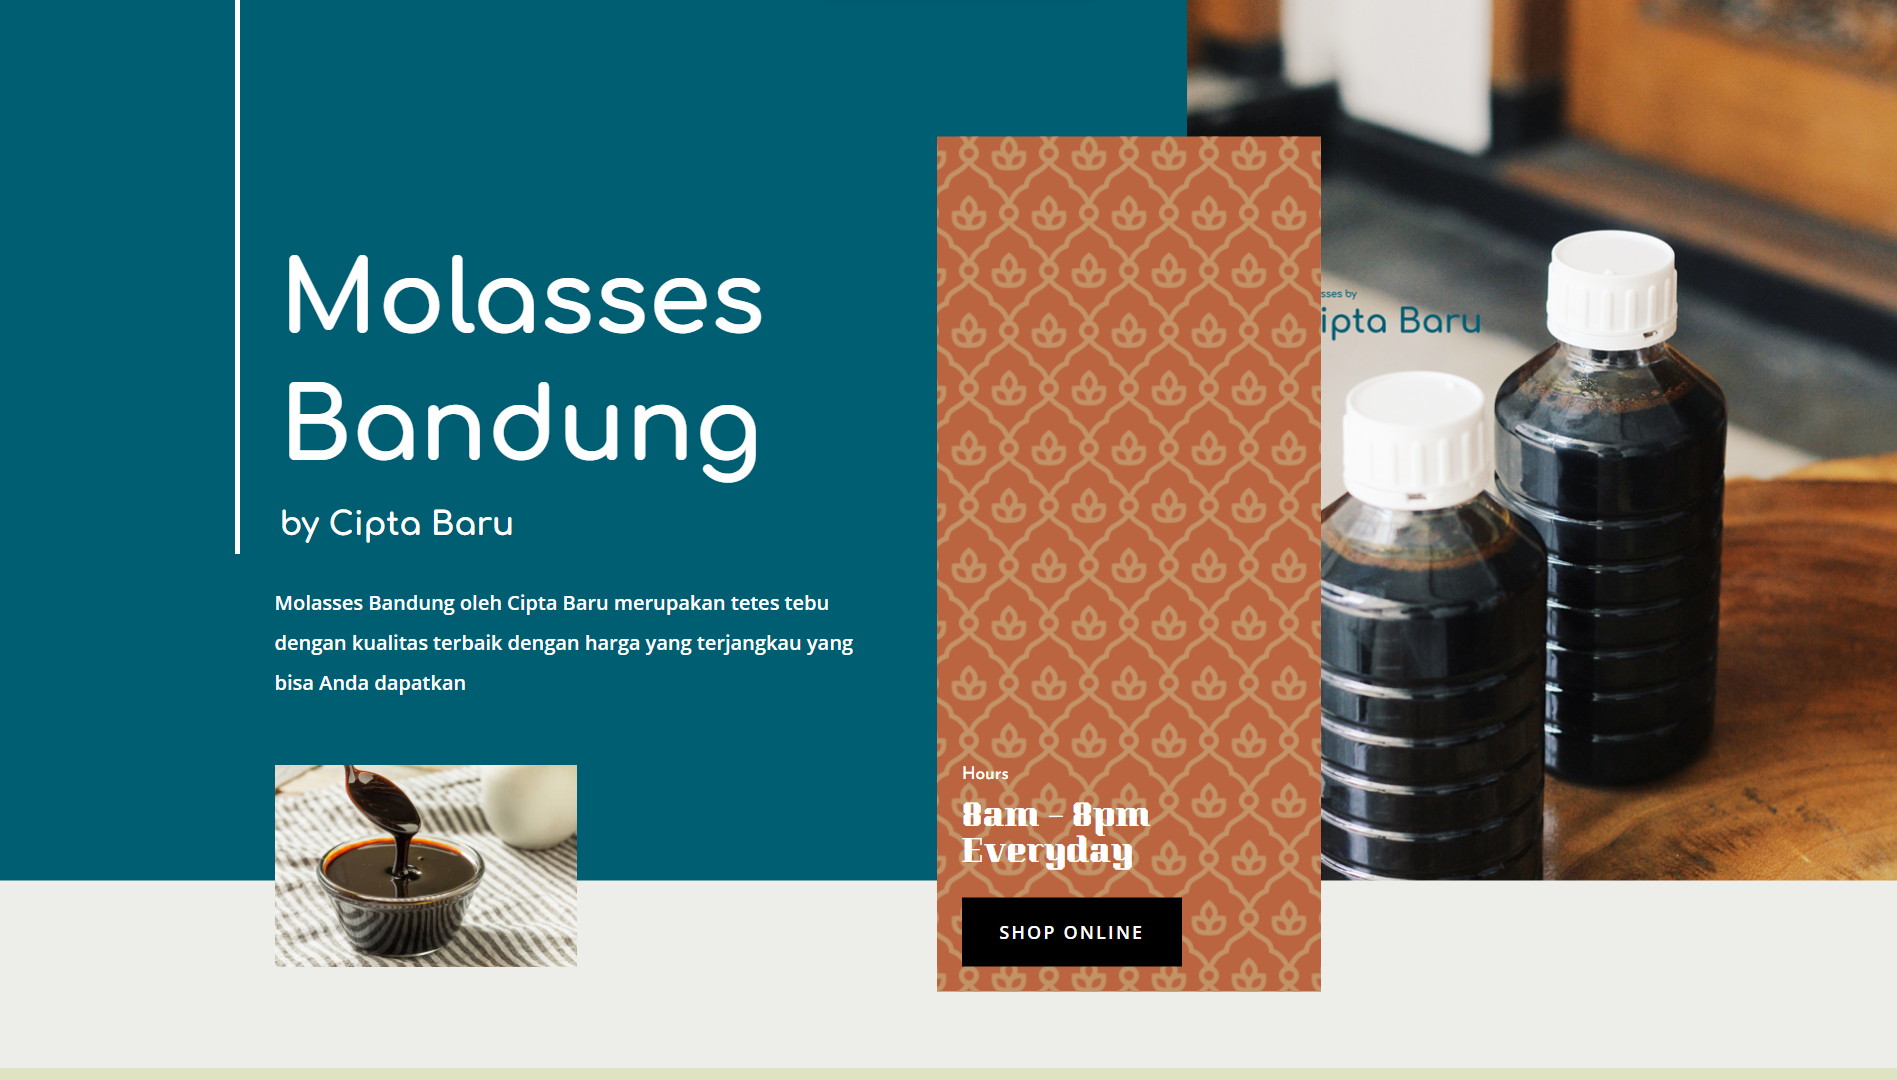 Molasses
Bandung
by Cipta Baru
Molasses Bandung oleh Cipta Baru merupakan tetes tebu
dengan kualitas terbaik dengan harga yang terjangkau yang
bisa Anda dapatkan
Hours
8am - 8pm
Everyday
SHOP ONLINE
sses by
ipta Baru